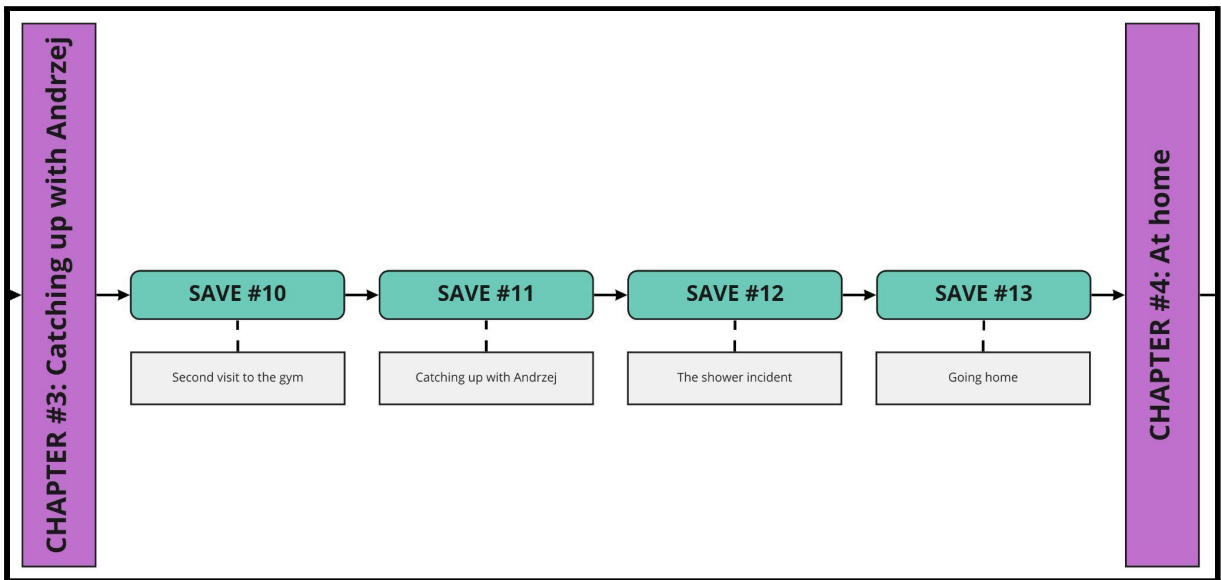 CHAPTER #3: Catching up with Andrzej
SAVE #10
SAVE #11
SAVE #12
SAVE #13
Second visit to the gym
Catching up with Andrzej
The shower incident
Going home
CHAPTER #4: At home